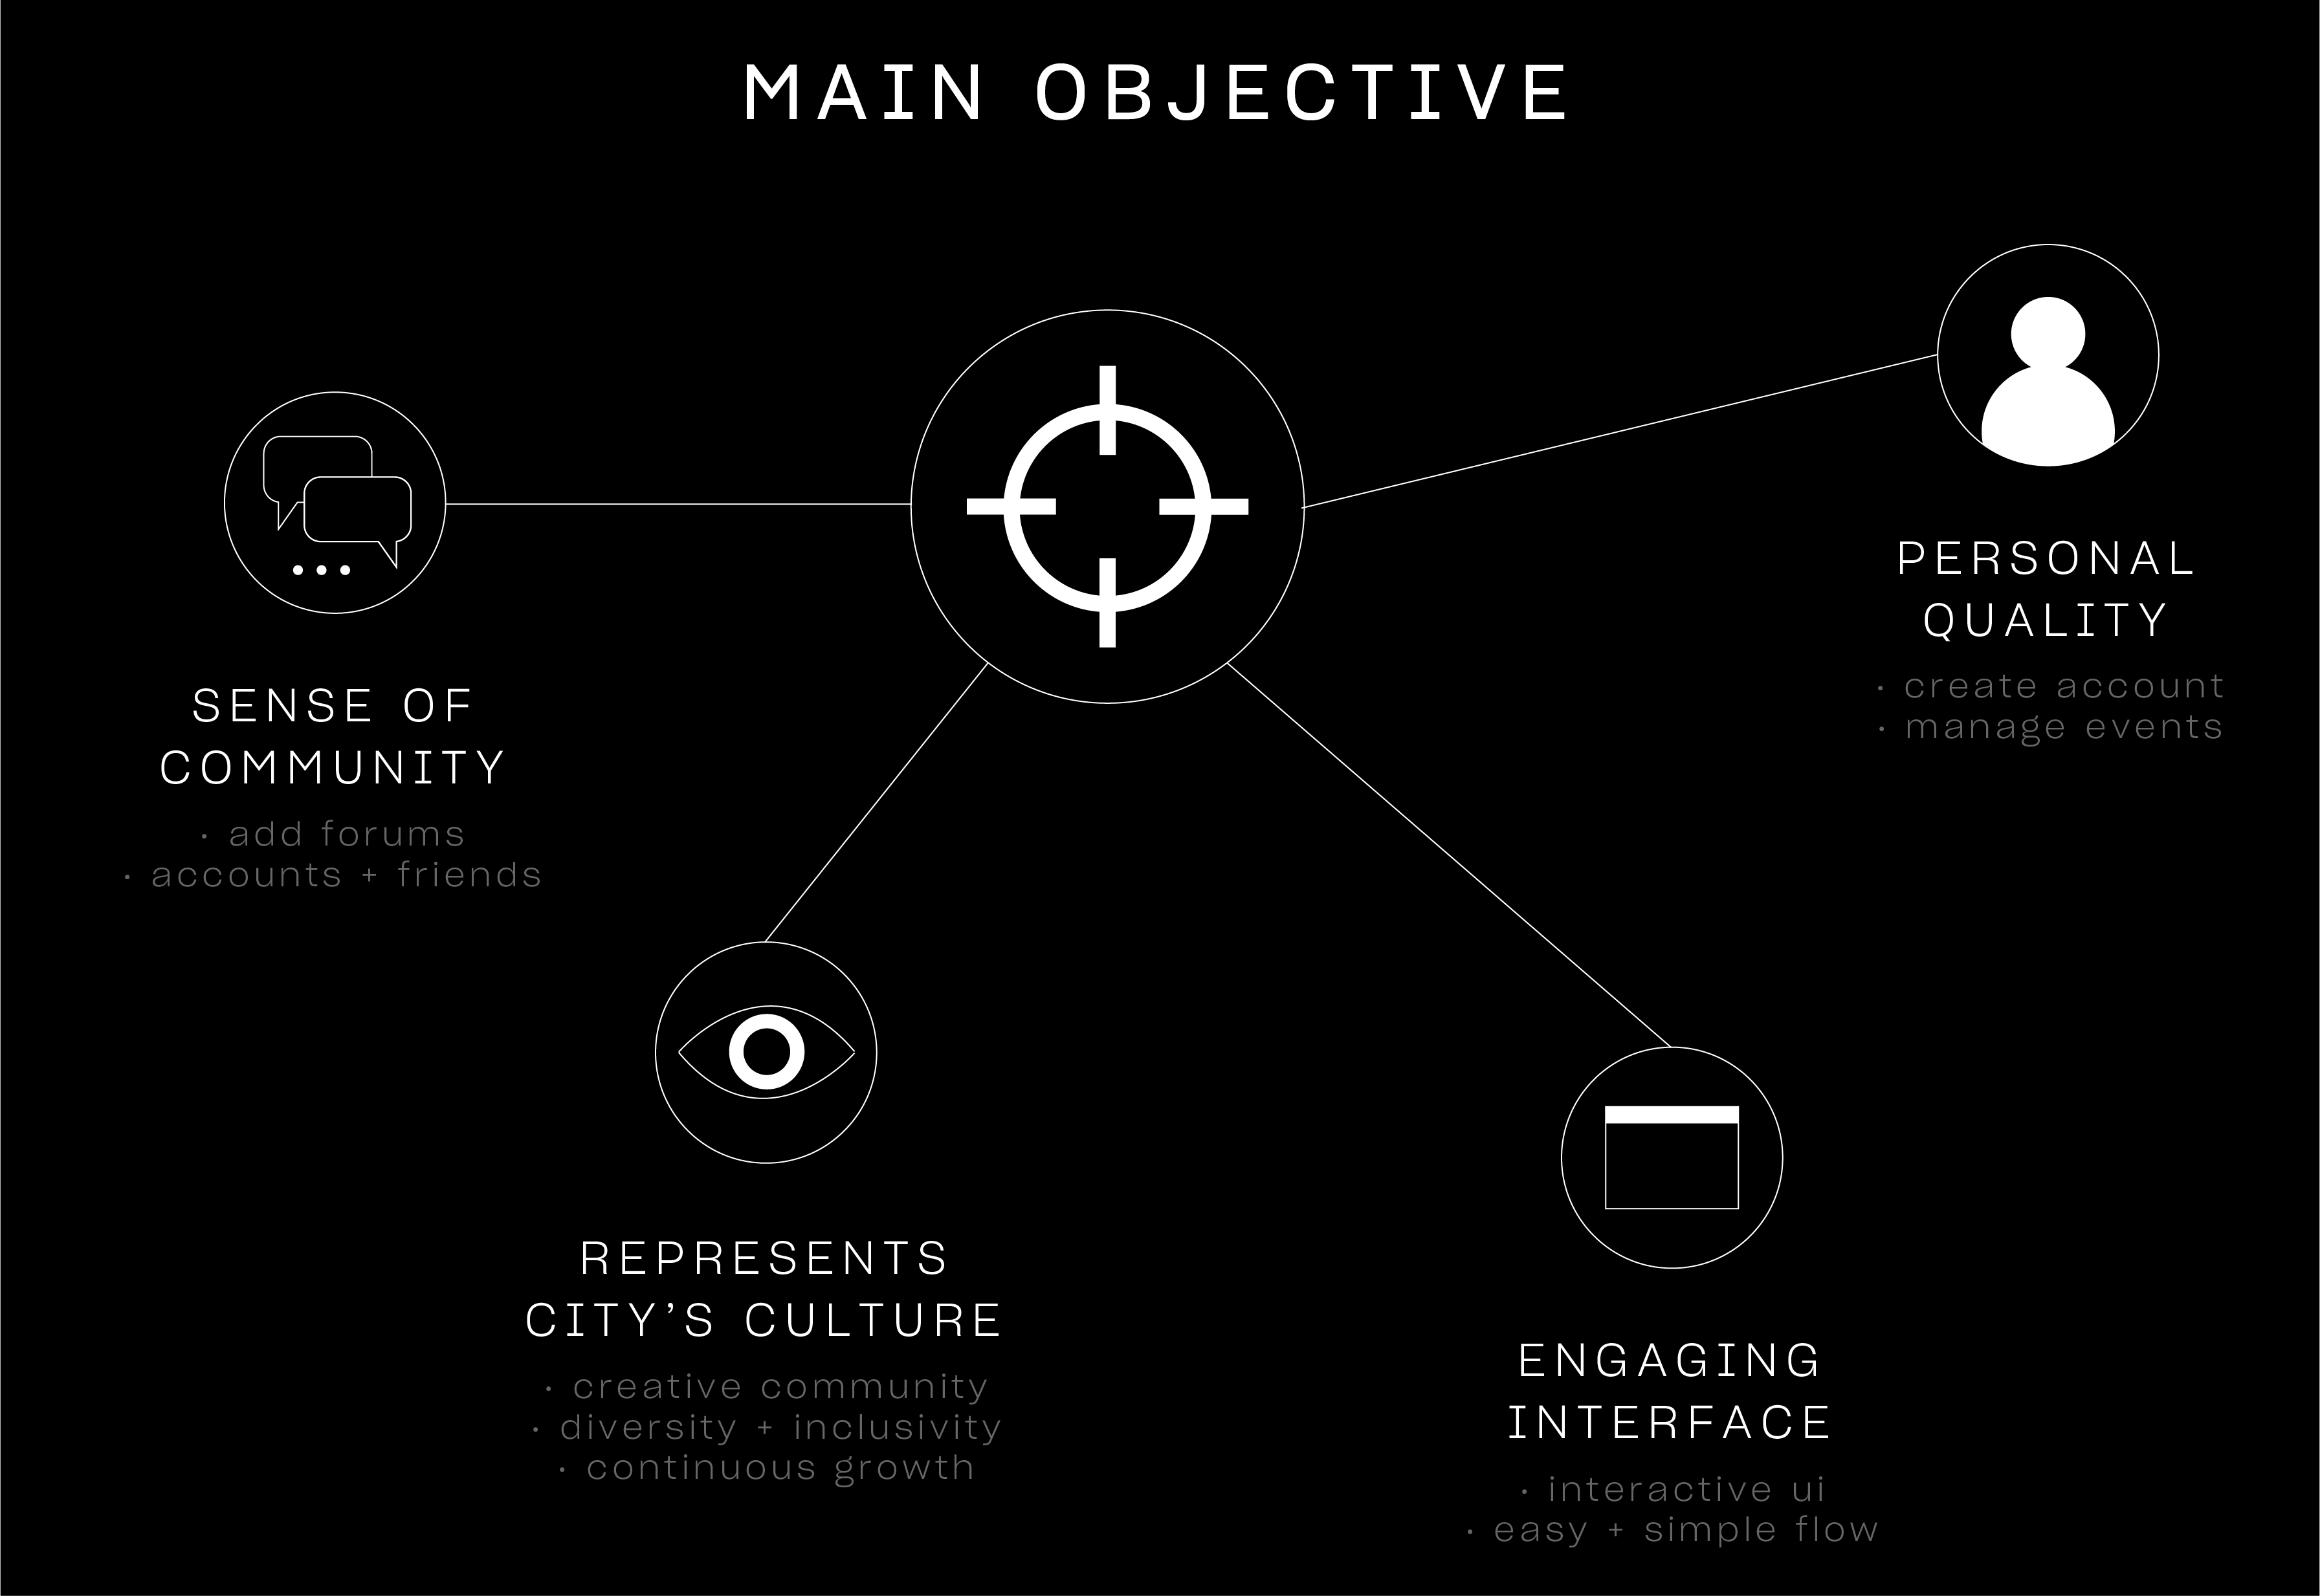 MAIN OBJECTIVE
SENSE OF
COMMUNITY
• add forums
• accounts + friends
REPRESENTS
CITY’S CULTURE
• creative community
• diversity + inclusivity
• continuous growth
ENGAGING
INTERFACE
• interactive ui
• easy + simple flow
PERSONAL
QUALITY
• create account
• manage events